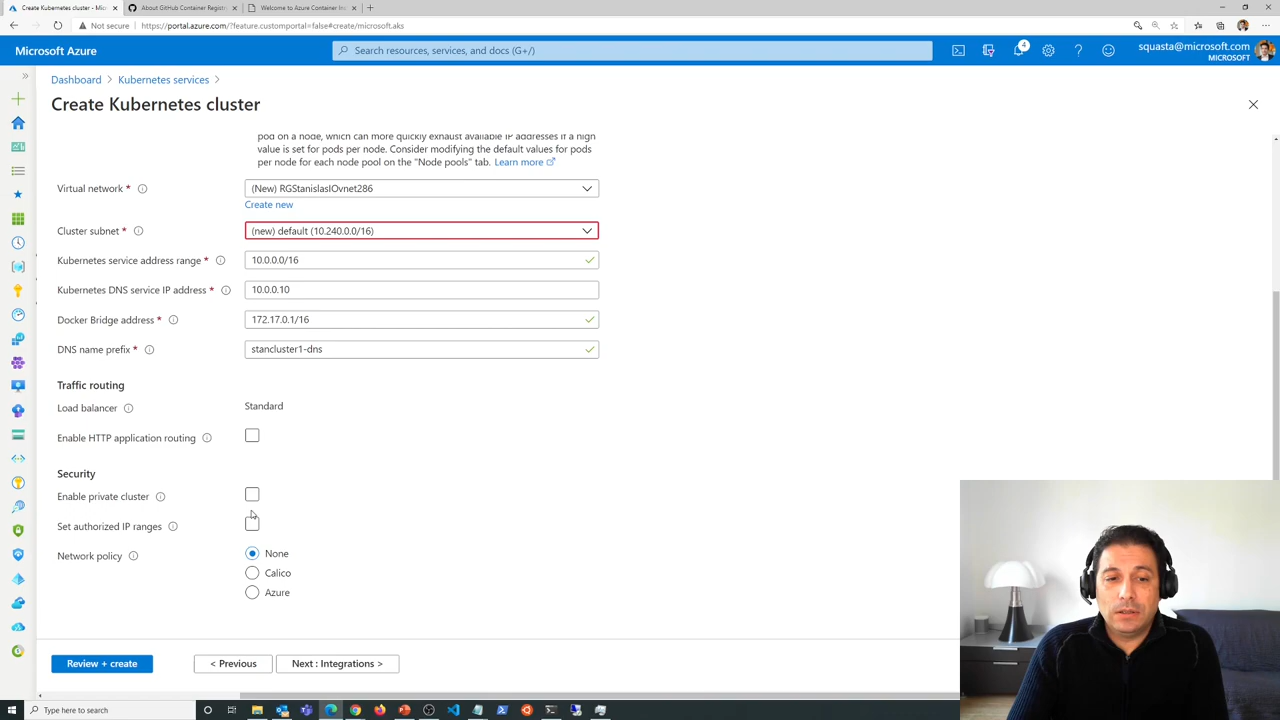 Create Kubernetes cluster - Mic
About GitHub Container Registry
Welcome to Azure Container Inst
Not secure
https://portal.azure.com/?feature.customportal=false#create/microsoft.aks
Microsoft Azure
Search resources, services, and docs (G+/)
4
squasta@microsoft.com
MICROSOFT
Dashboard > Kubernetes services >
Create Kubernetes cluster
pod on a node, which can more quickly exhaust available IP addresses if a high
value is set for pods per node. Consider modifying the default values for pods
per node for each node pool on the "Node pools" tab. Learn more
Virtual network *
(New) RGStanislasIOvnet286
Create new
Cluster subnet *
(new) default (10.240.0.0/16)
Kubernetes service address range *
10.0.0.0/16
Kubernetes DNS service IP address *
10.0.0.10
Docker Bridge address *
172.17.0.1/16
DNS name prefix *
stancluster1-dns
Traffic routing
Load balancer
Standard
Enable HTTP application routing
Security
Enable private cluster
Set authorized IP ranges
Network policy
None
Calico
Azure
Review + create
< Previous
Next : Integrations >
Type here to search